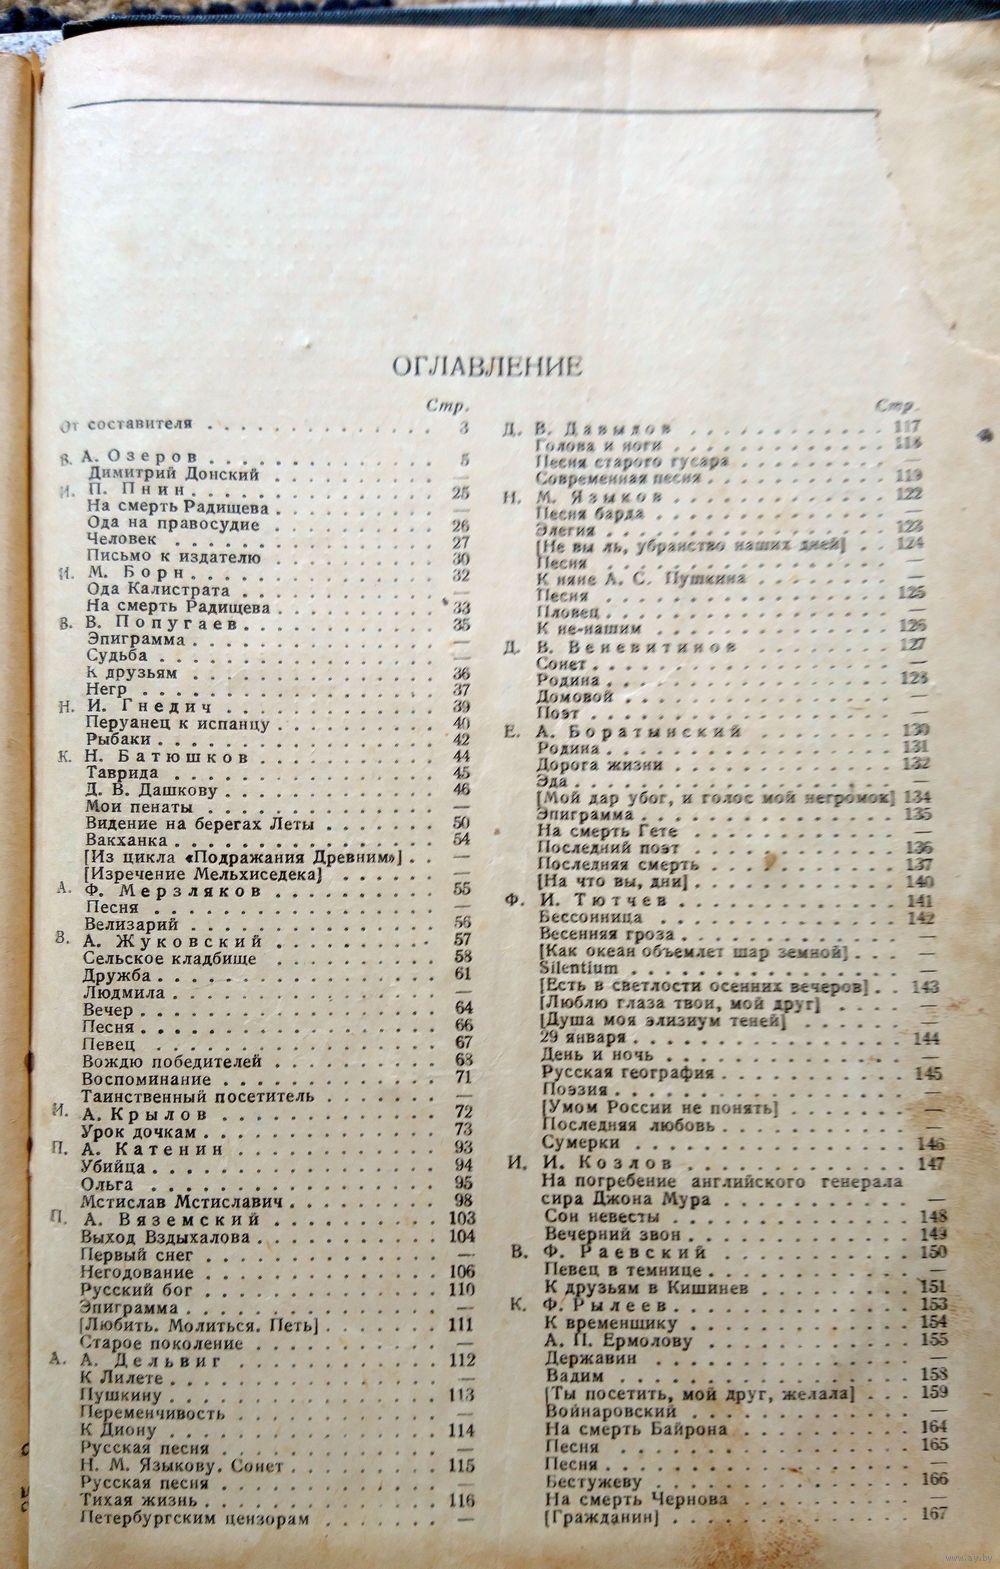 ОГЛАВЛЕНИЕ
Стр.
От составителя . . . . . . . . . . . . . . 3
В. А. Озеров . . . . . . . . . . . . . 5
Димитрий Донский . . . . . . . . . . —
И. П. Пнин . . . . . . . . . . . . . . 25
На смерть Радищева . . . . . . . . . . —
Ода на правосудие . . . . . . . . . . 26
Человек . . . . . . . . . . . . . . . 27
Письмо к издателю . . . . . . . . . . 30
И. М. Борн . . . . . . . . . . . . . . 32
Ода Калистрата . . . . . . . . . . . . —
На смерть Радищева . . . . . . . . . . 33
В. В. Попугаев . . . . . . . . . . . . 35
Эпиграмма . . . . . . . . . . . . . . —
Судьба . . . . . . . . . . . . . . . . —
К друзьям . . . . . . . . . . . . . . 36
Негр . . . . . . . . . . . . . . . . . 37
Н. И. Гнедич . . . . . . . . . . . . . 39
Перуанец к испанцу . . . . . . . . . . 40
Рыбаки . . . . . . . . . . . . . . . . 42
К. Н. Батюшков . . . . . . . . . . . . 44
Таврида . . . . . . . . . . . . . . . 45
Д. В. Дашкову . . . . . . . . . . . . 46
Мои пенаты . . . . . . . . . . . . . . —
Видение на берегах Леты . . . . . . . 50
Вакханка . . . . . . . . . . . . . . . 54
[Из цикла «Подражания Древним»] . . —
[Изречение Мельхиседека] . . . . . . —
А. Ф. Мерзляков . . . . . . . . . . . 55
Песня . . . . . . . . . . . . . . . . —
Велизарий . . . . . . . . . . . . . . 56
В. А. Жуковский . . . . . . . . . . . 57
Сельское кладбище . . . . . . . . . . 58
Дружба . . . . . . . . . . . . . . . . 61
Людмила . . . . . . . . . . . . . . . —
Вечер . . . . . . . . . . . . . . . . 64
Песня . . . . . . . . . . . . . . . . 66
Певец . . . . . . . . . . . . . . . . 67
Вождю победителей . . . . . . . . . . 68
Воспоминание . . . . . . . . . . . . . 71
Таинственный посетитель . . . . . . . —
И. А. Крылов . . . . . . . . . . . . . 72
Урок дочкам . . . . . . . . . . . . . 73
П. А. Катенин . . . . . . . . . . . . 93
Убийца . . . . . . . . . . . . . . . . 94
Ольга . . . . . . . . . . . . . . . . 95
Мстислав Мстиславич . . . . . . . . . 98
П. А. Вяземский . . . . . . . . . . . 103
Выход Вздыхалова . . . . . . . . . . . 104
Первый снег . . . . . . . . . . . . . —
Негодование . . . . . . . . . . . . . 106
Русский бог . . . . . . . . . . . . . 110
Эпиграмма . . . . . . . . . . . . . . —
[Любить. Молиться. Петь] . . . . . . . 111
Старое поколение . . . . . . . . . . . —
А. А. Дельвиг . . . . . . . . . . . . 112
К Лилете . . . . . . . . . . . . . . . —
Пушкину . . . . . . . . . . . . . . . 113
Переменчивость . . . . . . . . . . . . —
К Диону . . . . . . . . . . . . . . . 114
Русская песня . . . . . . . . . . . . —
Н. М. Языкову. Сонет . . . . . . . . . 115
Русская песня . . . . . . . . . . . . —
Тихая жизнь . . . . . . . . . . . . . 116
Петербургским цензорам . . . . . . . —
Стр.
Д. В. Давыдов . . . . . . . . . . . . 117
Голова и ноги . . . . . . . . . . . . 118
Песня старого гусара . . . . . . . . . —
Современная песня . . . . . . . . . . 119
Н. М. Языков . . . . . . . . . . . . . 122
Песня барда . . . . . . . . . . . . . —
Элегия . . . . . . . . . . . . . . . . 123
[Не вы ль, убранство наших дней] . . 124
Песня . . . . . . . . . . . . . . . . —
К няне А. С. Пушкина . . . . . . . . . —
Песня . . . . . . . . . . . . . . . . 125
Пловец . . . . . . . . . . . . . . . . —
К не-нашим . . . . . . . . . . . . . . 126
Д. В. Веневитинов . . . . . . . . . . 127
Сонет . . . . . . . . . . . . . . . . —
Родина . . . . . . . . . . . . . . . . 128
Домовой . . . . . . . . . . . . . . . —
Поэт . . . . . . . . . . . . . . . . . —
Е. А. Боратынский . . . . . . . . . . 130
Родина . . . . . . . . . . . . . . . . 131
Дорога жизни . . . . . . . . . . . . . 132
Эда . . . . . . . . . . . . . . . . . —
[Мой дар убог, и голос мой негромок] 134
Эпиграмма . . . . . . . . . . . . . . 135
На смерть Гете . . . . . . . . . . . . —
Последний поэт . . . . . . . . . . . . 136
Последняя смерть . . . . . . . . . . . 137
[На что вы, дни] . . . . . . . . . . . 140
Ф. И. Тютчев . . . . . . . . . . . . . 141
Бессонница . . . . . . . . . . . . . . 142
Весенняя гроза . . . . . . . . . . . . —
[Как океан объемлет шар земной] . . . —
Silentium . . . . . . . . . . . . . . —
[Есть в светлости осенних вечеров] . . 143
[Люблю глаза твои, мой друг] . . . . —
[Душа моя элизиум теней] . . . . . . —
29 января . . . . . . . . . . . . . . 144
День и ночь . . . . . . . . . . . . . —
Русская география . . . . . . . . . . 145
Поэзия . . . . . . . . . . . . . . . . —
[Умом России не понять] . . . . . . . —
Последняя любовь . . . . . . . . . . . —
Сумерки . . . . . . . . . . . . . . . 146
И. И. Козлов . . . . . . . . . . . . . 147
На погребение английского генерала
сира Джона Мура . . . . . . . . . . . —
Сон невесты . . . . . . . . . . . . . 148
Вечерний звон . . . . . . . . . . . . 149
В. Ф. Раевский . . . . . . . . . . . . 150
Певец в темнице . . . . . . . . . . . —
К друзьям в Кишинев . . . . . . . . . 151
К. Ф. Рылеев . . . . . . . . . . . . . 153
К временщику . . . . . . . . . . . . . 154
А. П. Ермолову . . . . . . . . . . . . 155
Державин . . . . . . . . . . . . . . . —
Вадим . . . . . . . . . . . . . . . . 158
[Ты посетить, мой друг, желала] . . . 159
Войнаровский . . . . . . . . . . . . . —
На смерть Байрона . . . . . . . . . . 164
Песня . . . . . . . . . . . . . . . . 165
Песня . . . . . . . . . . . . . . . . —
Бестужеву . . . . . . . . . . . . . . 166
На смерть Чернова . . . . . . . . . . —
[Гражданин] . . . . . . . . . . . . . 167
www.ay.by